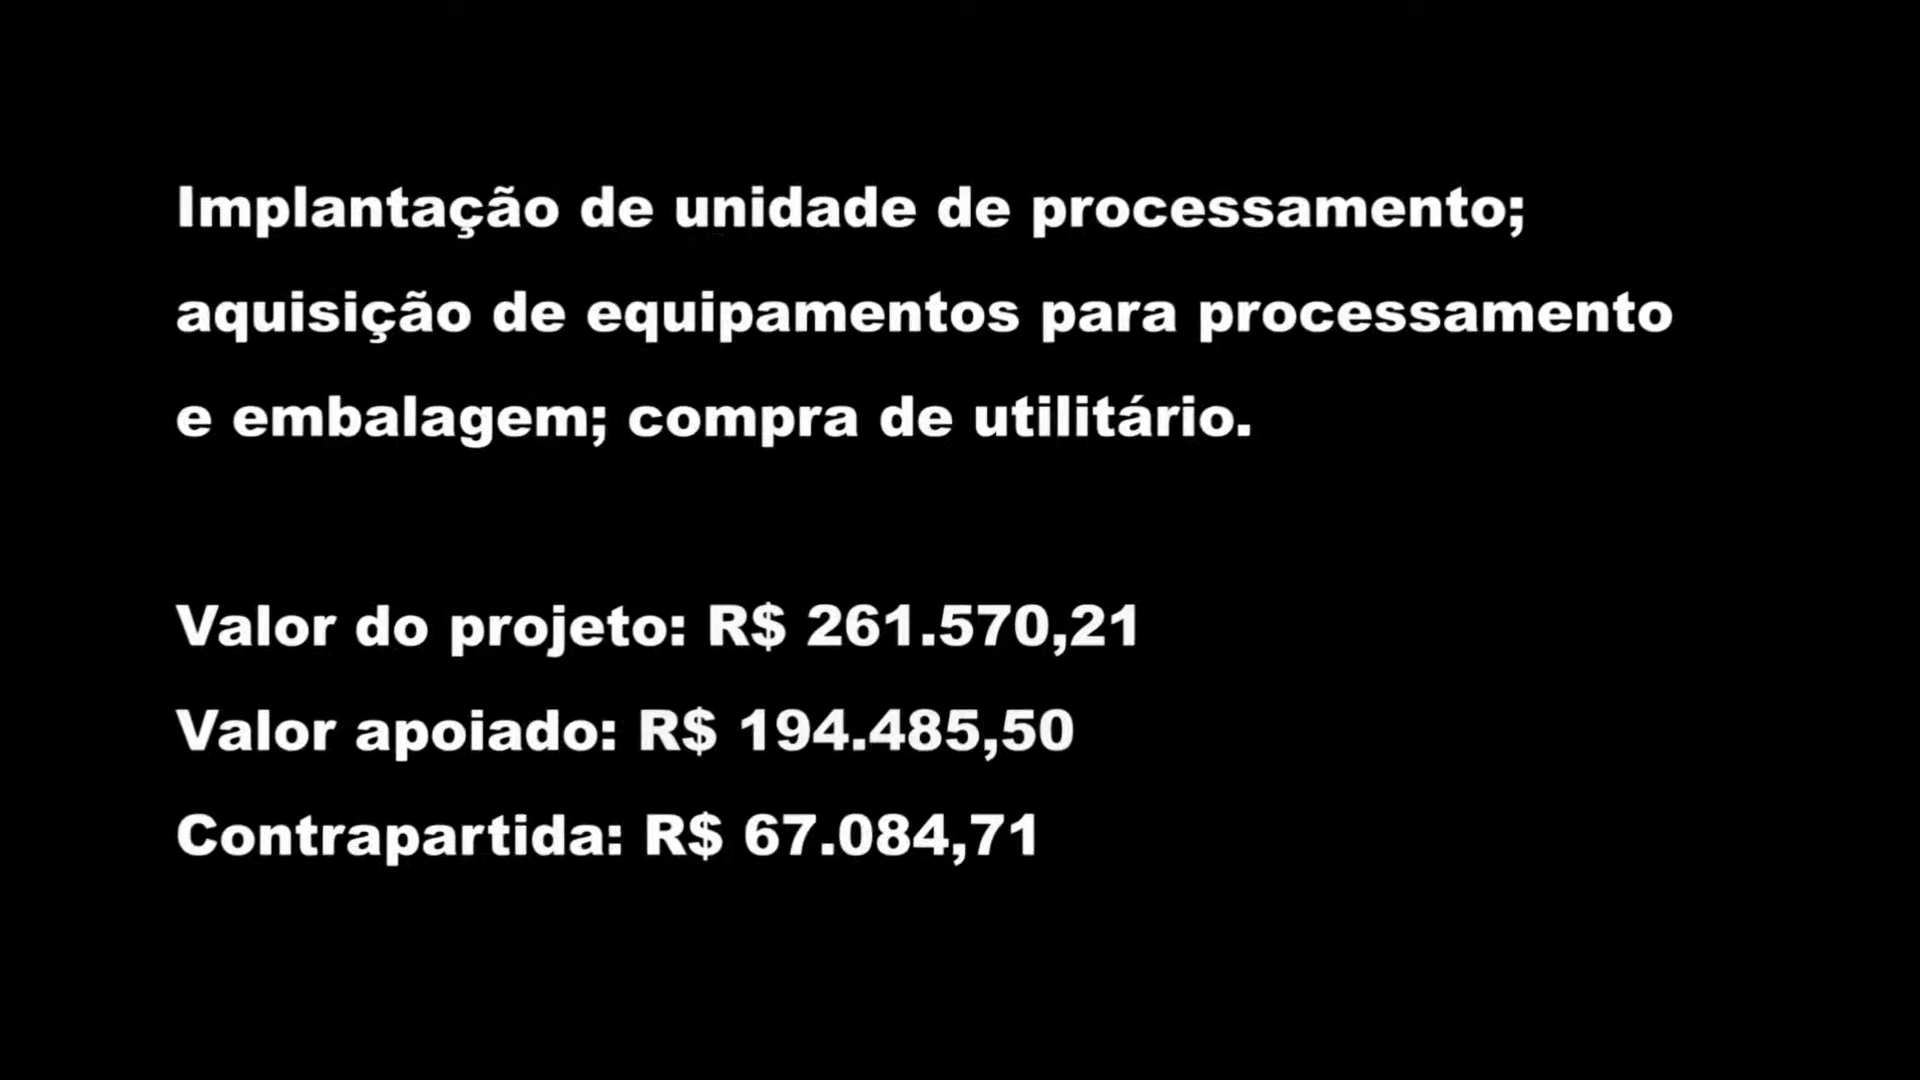 Implantação de unidade de processamento;
aquisição de equipamentos para processamento
e embalagem; compra de utilitário.
Valor do projeto: R$ 261.570,21
Valor apoiado: R$ 194.485,50
Contrapartida: R$ 67.084,71